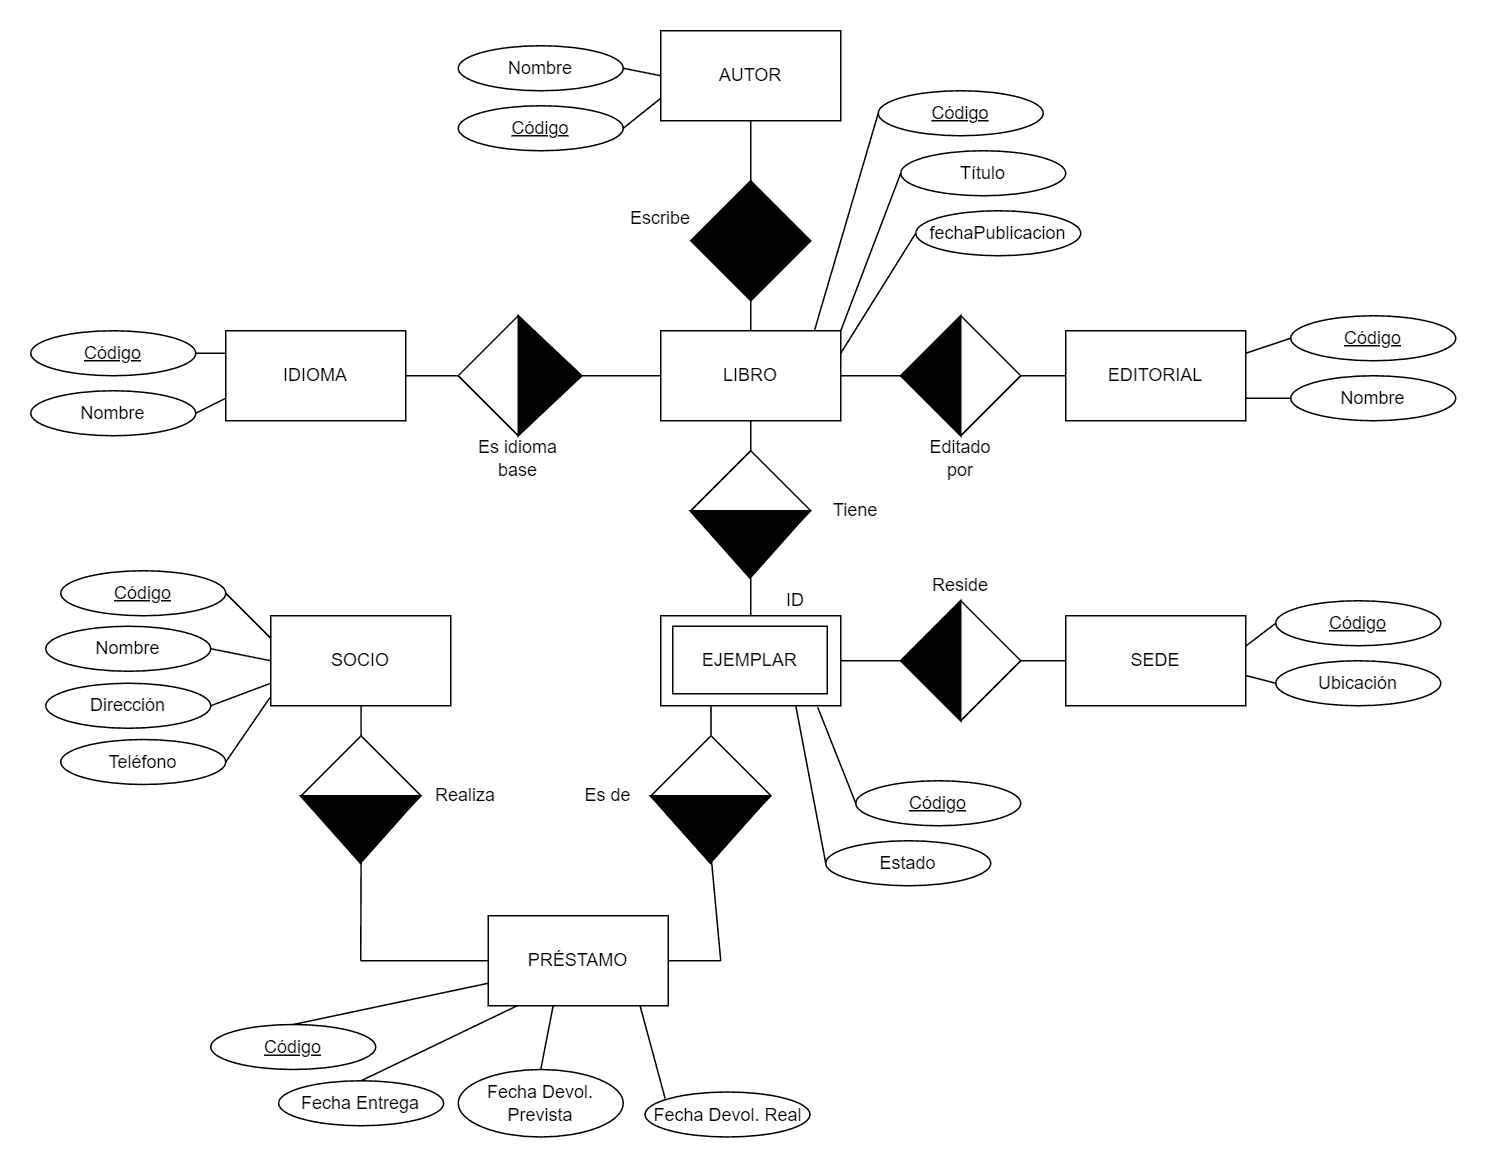 Nombre
AUTOR
Código
Código
Título
Escribe
fechaPublicacion
Código
Nombre
IDIOMA
LIBRO
EDITORIAL
Código
Nombre
Es idioma
base
Editado
por
Tiene
Código
Nombre
Dirección
Teléfono
SOCIO
ID
EJEMPLAR
Reside
SEDE
Código
Ubicación
Realiza
Es de
Código
Estado
PRÉSTAMO
Código
Fecha Entrega
Fecha Devol.
Prevista
Fecha Devol. Real